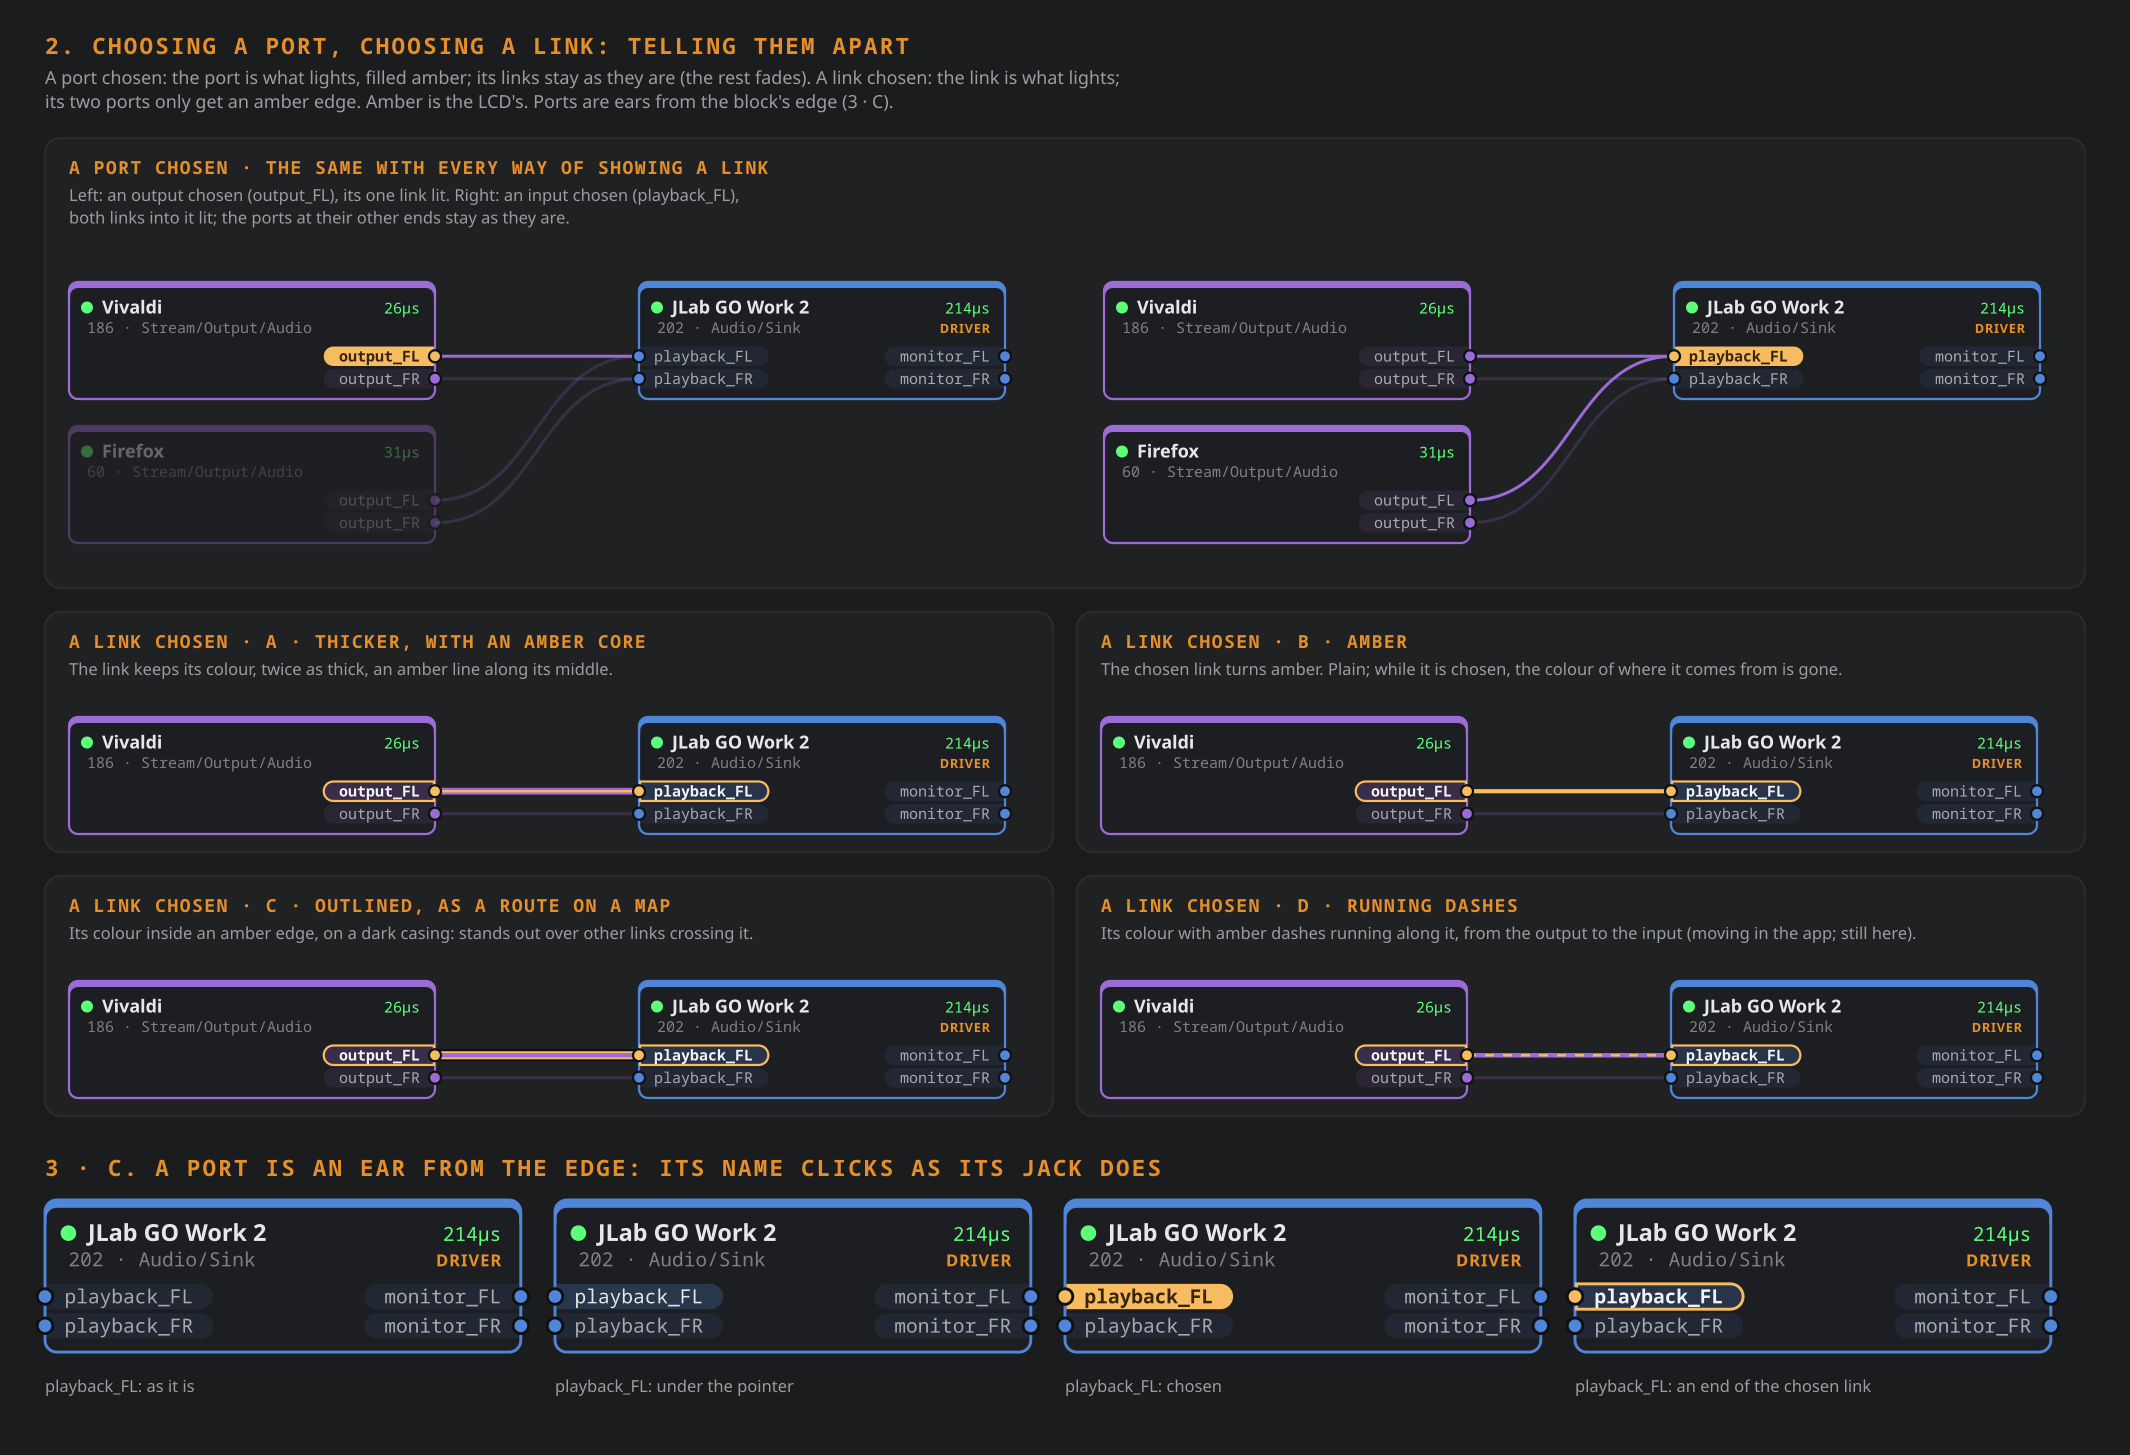 2. CHOOSING A PORT, CHOOSING A LINK: TELLING THEM APART
A port chosen: the port is what lights, filled amber; its links stay as they are (the rest fades). A link chosen: the link is what lights;
its two ports only get an amber edge. Amber is the LCD's. Ports are ears from the block's edge (3 · C).
A PORT CHOSEN · THE SAME WITH EVERY WAY OF SHOWING A LINK
Left: an output chosen (output_FL), its one link lit. Right: an input chosen (playback_FL),
both links into it lit; the ports at their other ends stay as they are.
Vivaldi 26µs
186 · Stream/Output/Audio
output_FL
output_FR
JLab GO Work 2 214µs
202 · Audio/Sink DRIVER
playback_FL monitor_FL
playback_FR monitor_FR
Firefox 31µs
60 · Stream/Output/Audio
output_FL
output_FR
Vivaldi 26µs
186 · Stream/Output/Audio
output_FL
output_FR
JLab GO Work 2 214µs
202 · Audio/Sink DRIVER
playback_FL monitor_FL
playback_FR monitor_FR
Firefox 31µs
60 · Stream/Output/Audio
output_FL
output_FR
A LINK CHOSEN · A · THICKER, WITH AN AMBER CORE
The link keeps its colour, twice as thick, an amber line along its middle.
Vivaldi 26µs
186 · Stream/Output/Audio
output_FL
output_FR
JLab GO Work 2 214µs
202 · Audio/Sink DRIVER
playback_FL monitor_FL
playback_FR monitor_FR
A LINK CHOSEN · B · AMBER
The chosen link turns amber. Plain; while it is chosen, the colour of where it comes from is gone.
Vivaldi 26µs
186 · Stream/Output/Audio
output_FL
output_FR
JLab GO Work 2 214µs
202 · Audio/Sink DRIVER
playback_FL monitor_FL
playback_FR monitor_FR
A LINK CHOSEN · C · OUTLINED, AS A ROUTE ON A MAP
Its colour inside an amber edge, on a dark casing: stands out over other links crossing it.
Vivaldi 26µs
186 · Stream/Output/Audio
output_FL
output_FR
JLab GO Work 2 214µs
202 · Audio/Sink DRIVER
playback_FL monitor_FL
playback_FR monitor_FR
A LINK CHOSEN · D · RUNNING DASHES
Its colour with amber dashes running along it, from the output to the input (moving in the app; still here).
Vivaldi 26µs
186 · Stream/Output/Audio
output_FL
output_FR
JLab GO Work 2 214µs
202 · Audio/Sink DRIVER
playback_FL monitor_FL
playback_FR monitor_FR
3 · C. A PORT IS AN EAR FROM THE EDGE: ITS NAME CLICKS AS ITS JACK DOES
JLab GO Work 2 214µs
202 · Audio/Sink DRIVER
playback_FL monitor_FL
playback_FR monitor_FR
playback_FL: as it is
JLab GO Work 2 214µs
202 · Audio/Sink DRIVER
playback_FL monitor_FL
playback_FR monitor_FR
playback_FL: under the pointer
JLab GO Work 2 214µs
202 · Audio/Sink DRIVER
playback_FL monitor_FL
playback_FR monitor_FR
playback_FL: chosen
JLab GO Work 2 214µs
202 · Audio/Sink DRIVER
playback_FL monitor_FL
playback_FR monitor_FR
playback_FL: an end of the chosen link